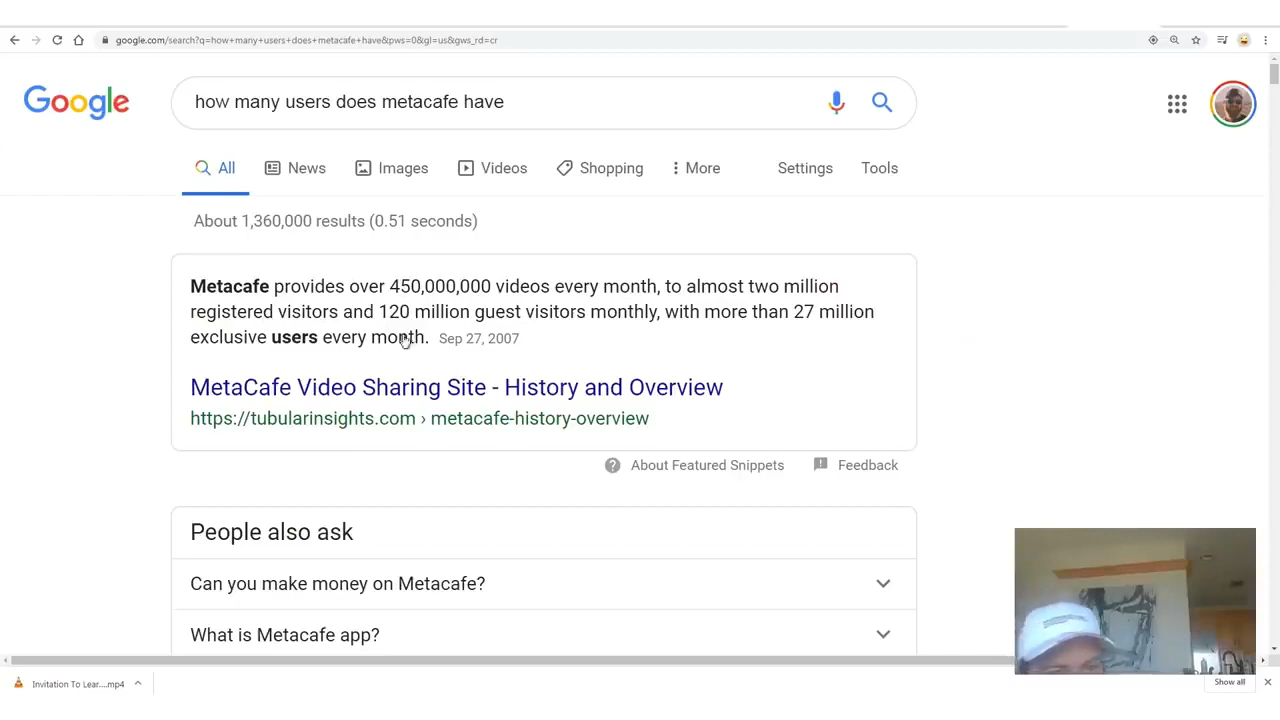 google.com/search?q=how+many+users+does+metacafe+have&pws=0&gl=us&gws_rd=cr
Google
how many users does metacafe have
All
News
Images
Videos
Shopping
More
Settings
Tools
About 1,360,000 results (0.51 seconds)
Metacafe provides over 450,000,000 videos every month, to almost two million
registered visitors and 120 million guest visitors monthly, with more than 27 million
exclusive users every month. Sep 27, 2007
MetaCafe Video Sharing Site - History and Overview
https://tubularinsights.com › metacafe-history-overview
About Featured Snippets
Feedback
People also ask
Can you make money on Metacafe?
What is Metacafe app?
Invitation To Lear....mp4
Show all